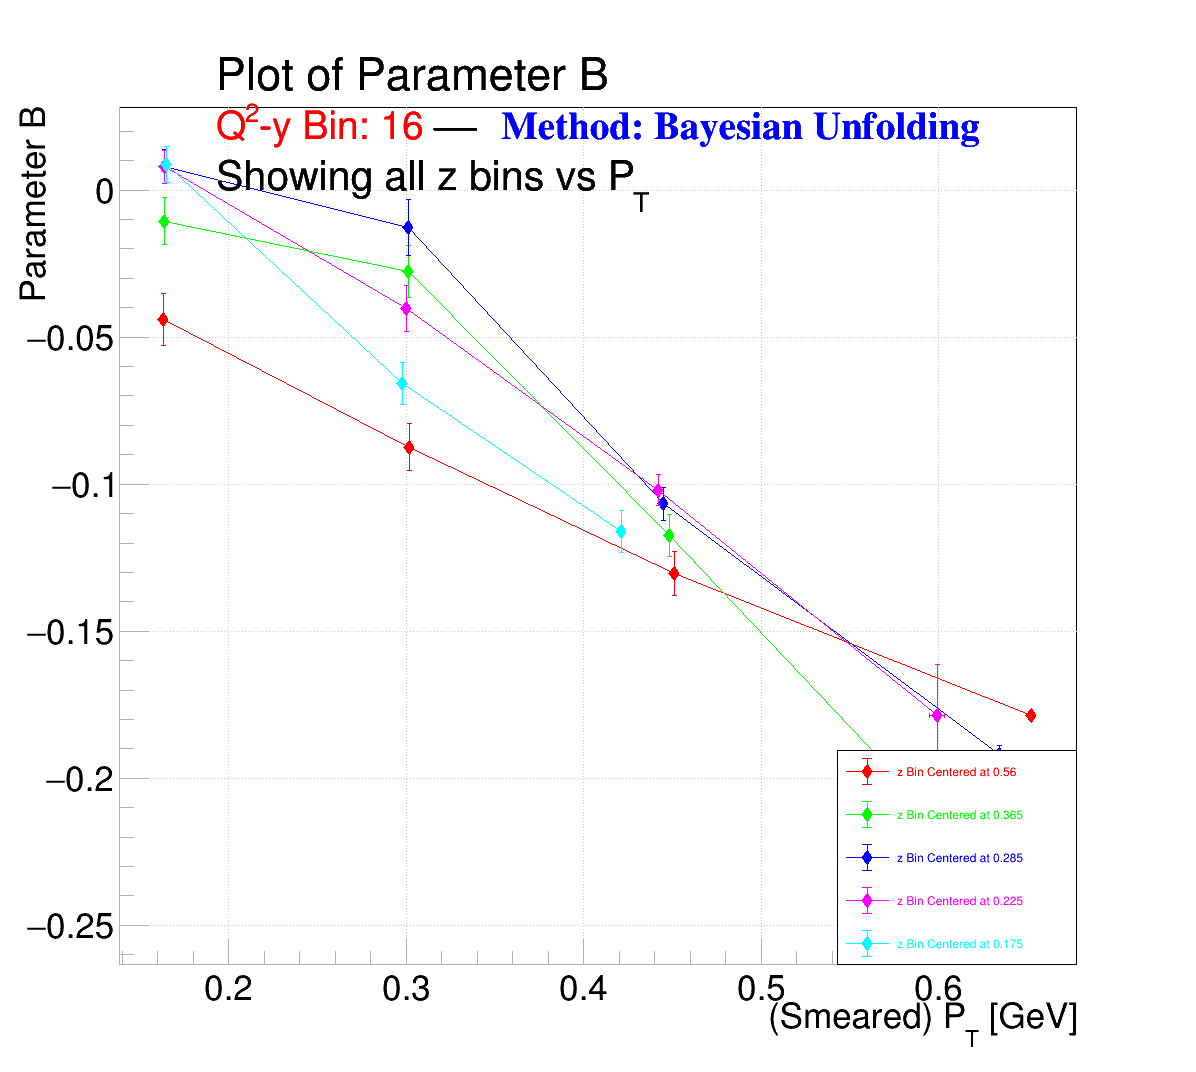 Plot of Parameter B
Q²-y Bin: 16 — Method: Bayesian Unfolding
Showing all z bins vs P_T
Parameter B
0
−0.05
−0.1
−0.15
−0.2
−0.25
z Bin Centered at 0.56
z Bin Centered at 0.365
z Bin Centered at 0.285
z Bin Centered at 0.225
z Bin Centered at 0.175
0.2 0.3 0.4 0.5 0.6
(Smeared) P_T [GeV]